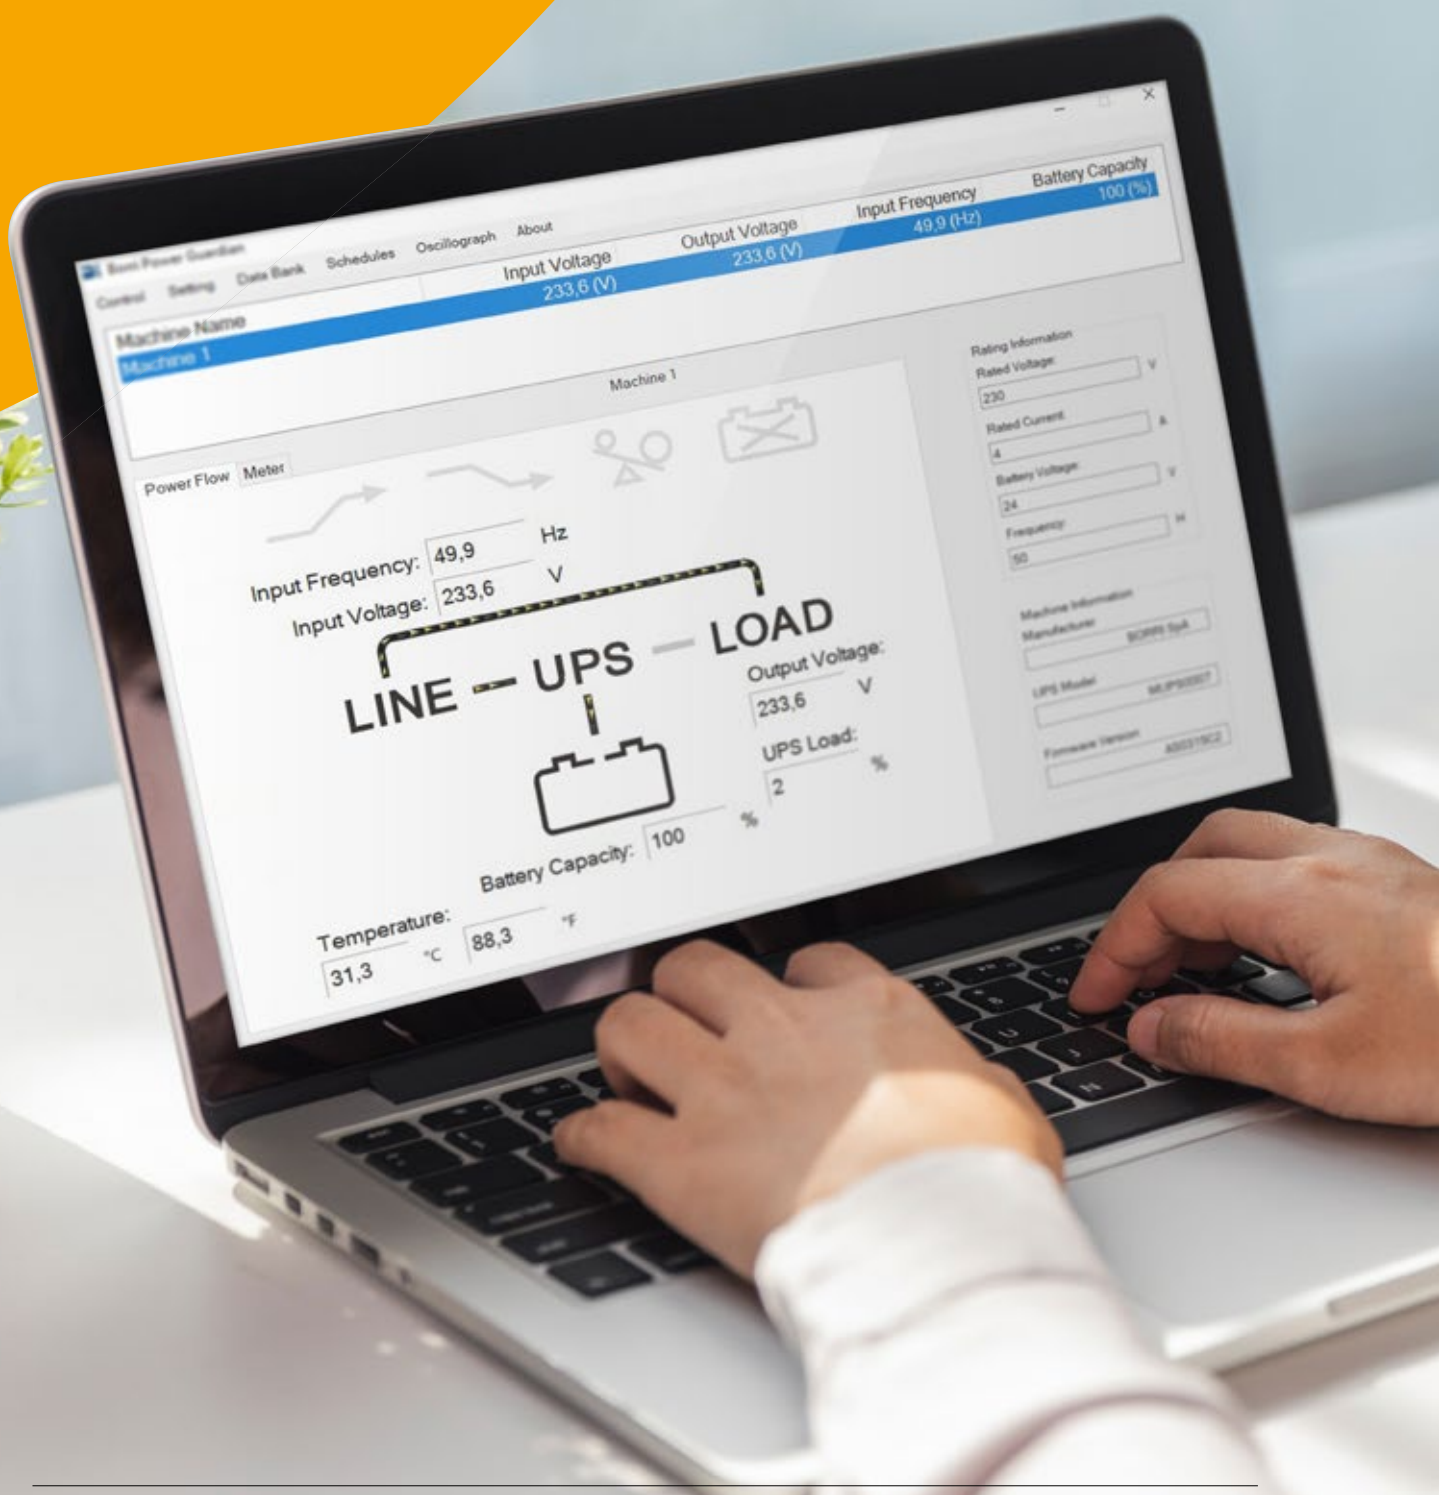 Borri Power Guardian
Control Setting Data Bank Schedules Oscillograph About
Machine Name Input Voltage Output Voltage Input Frequency Battery Capacity
Machine 1 233,6 (V) 233,6 (V) 49,9 (Hz) 100 (%)
Machine 1
Power Flow Meter
Input Frequency: 49,9 Hz
Input Voltage: 233,6 V
LINE UPS LOAD
Output Voltage:
233,6 V
UPS Load:
2 %
Battery Capacity: 100 %
Temperature:
31,3 °C 88,3 °F
Rating Information
Rated Voltage:
230 V
Rated Current:
4 A
Battery Voltage:
24 V
Frequency:
50 H
Machine Information
Manufacturer
BORRI SpA
UPS Model
Firmware Version